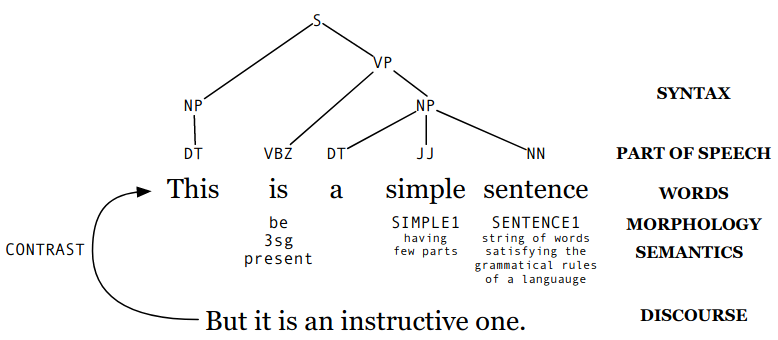 S
VP
NP NP SYNTAX
DT VBZ DT JJ NN PART OF SPEECH
This is a simple sentence WORDS
be SIMPLE1 SENTENCE1 MORPHOLOGY
3sg having string of words
present few parts satisfying the SEMANTICS
CONTRAST
grammatical rules
of a languauge
But it is an instructive one. DISCOURSE